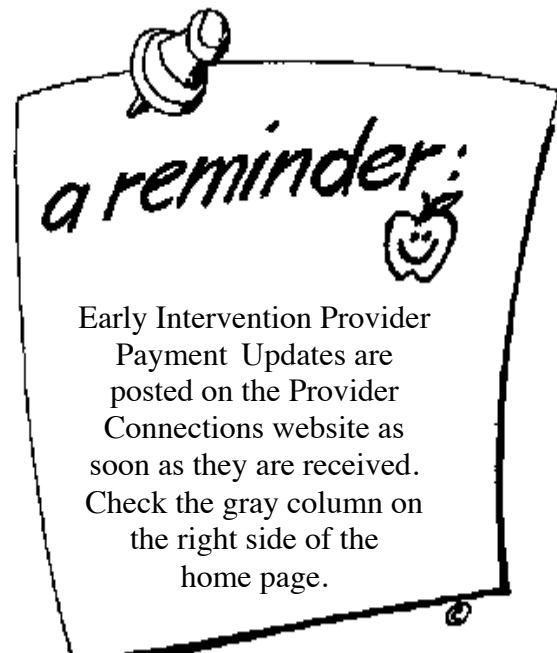 a reminder:
Early Intervention Provider
Payment Updates are
posted on the Provider
Connections website as
soon as they are received.
Check the gray column on
the right side of the
home page.
©